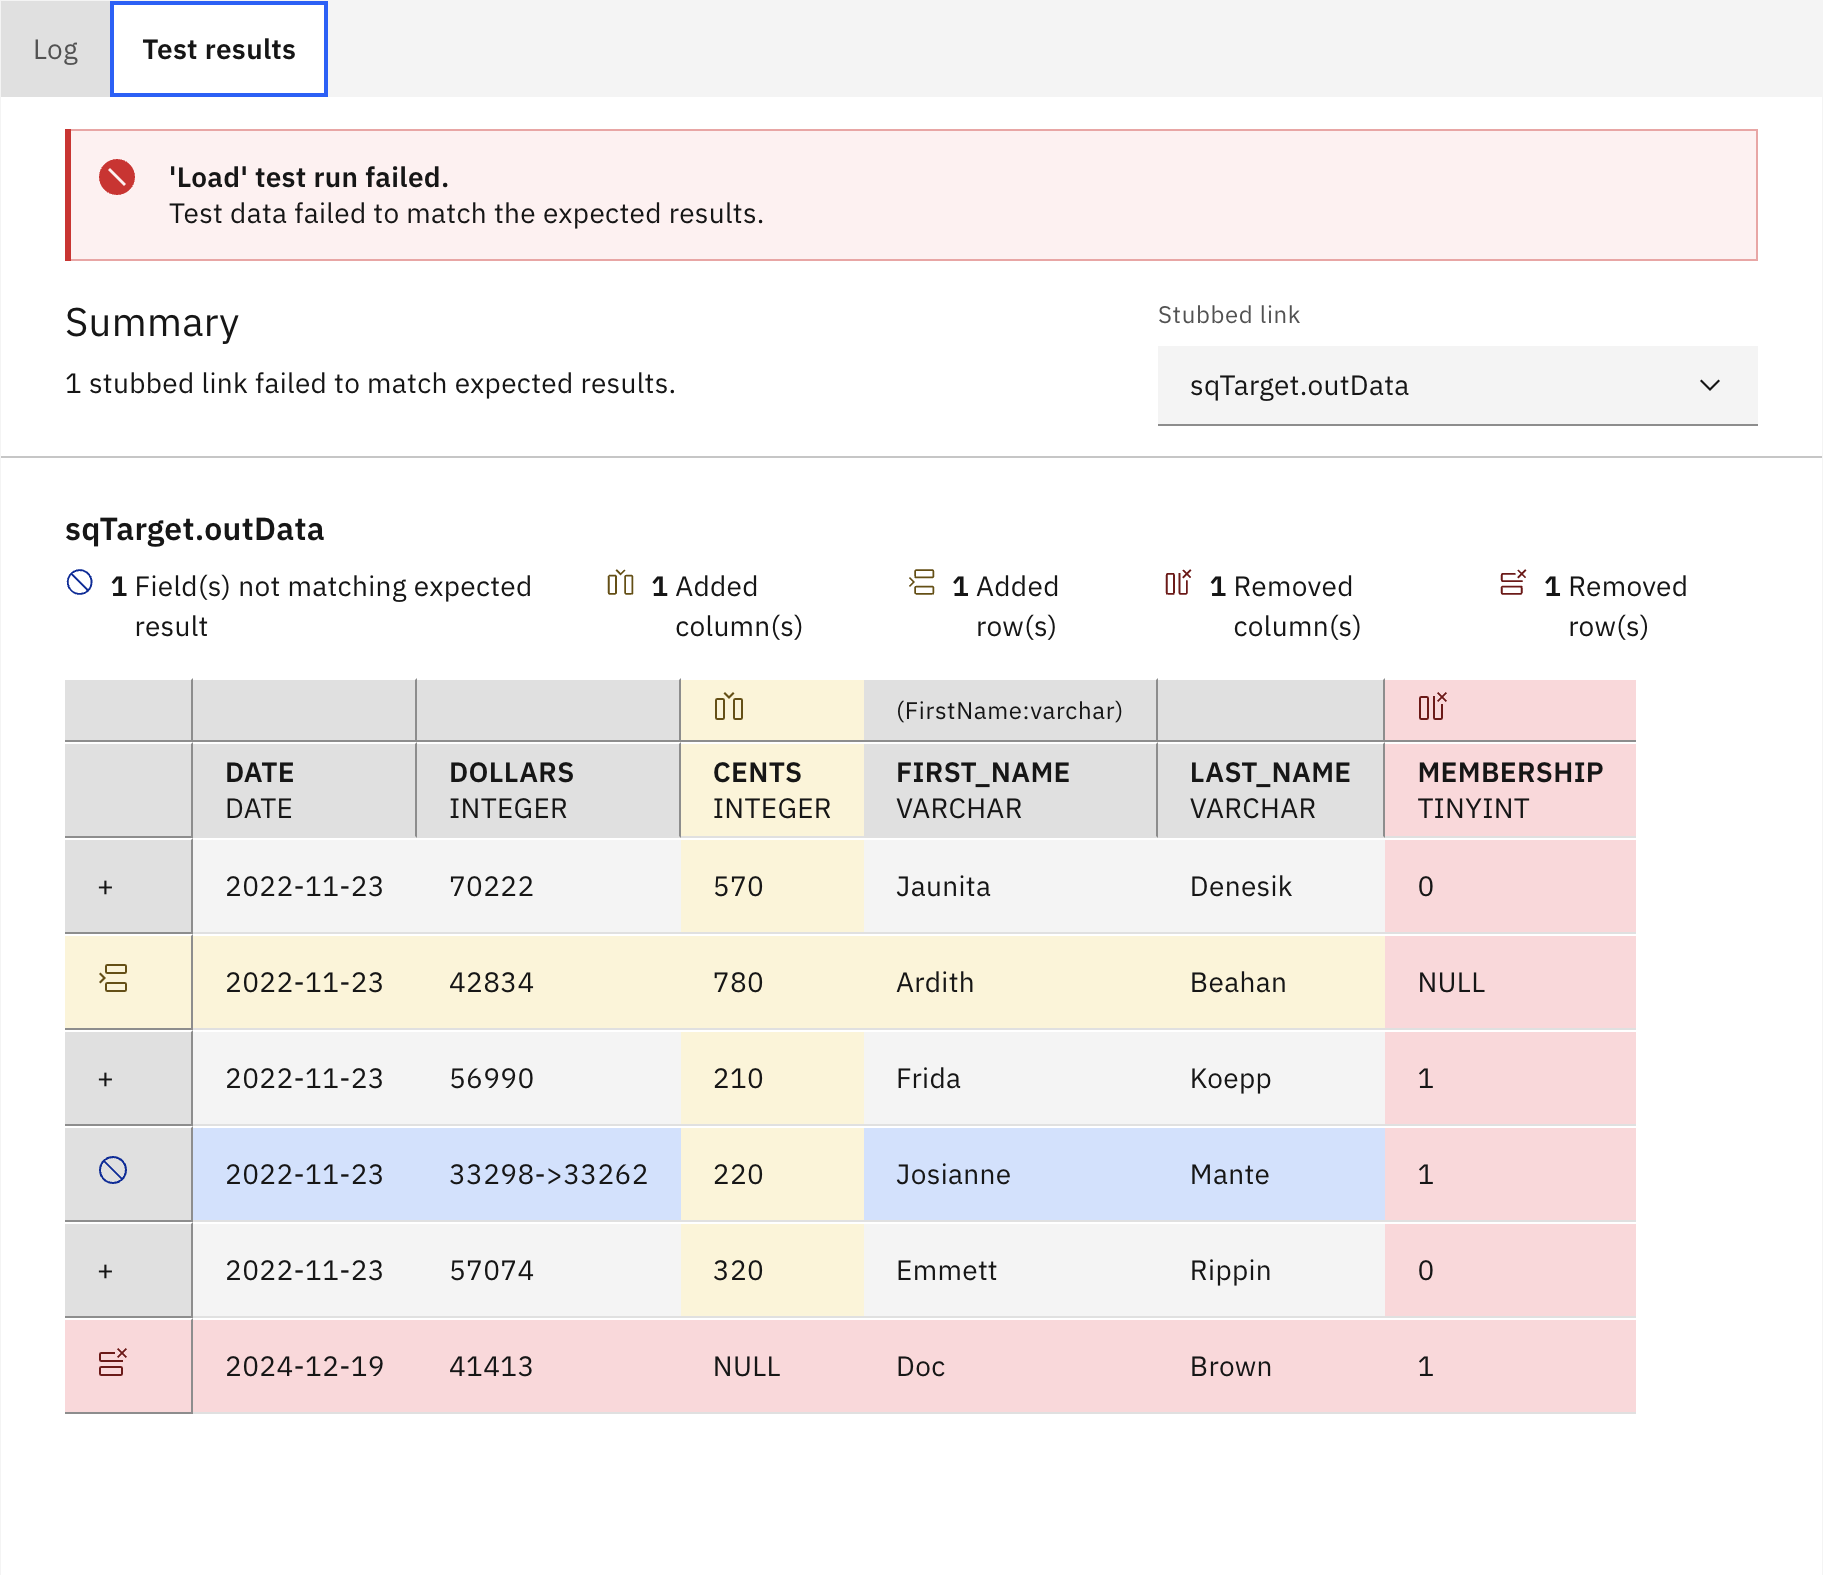 Log Test results
'Load' test run failed.
Test data failed to match the expected results.
Summary
1 stubbed link failed to match expected results.
Stubbed link
sqTarget.outData
sqTarget.outData
1 Field(s) not matching expected result
1 Added column(s)
1 Added row(s)
1 Removed column(s)
1 Removed row(s)
(FirstName:varchar)
DATE DOLLARS CENTS FIRST_NAME LAST_NAME MEMBERSHIP
DATE INTEGER INTEGER VARCHAR VARCHAR TINYINT
+ 2022-11-23 70222 570 Jaunita Denesik 0
2022-11-23 42834 780 Ardith Beahan NULL
+ 2022-11-23 56990 210 Frida Koepp 1
2022-11-23 33298->33262 220 Josianne Mante 1
+ 2022-11-23 57074 320 Emmett Rippin 0
2024-12-19 41413 NULL Doc Brown 1